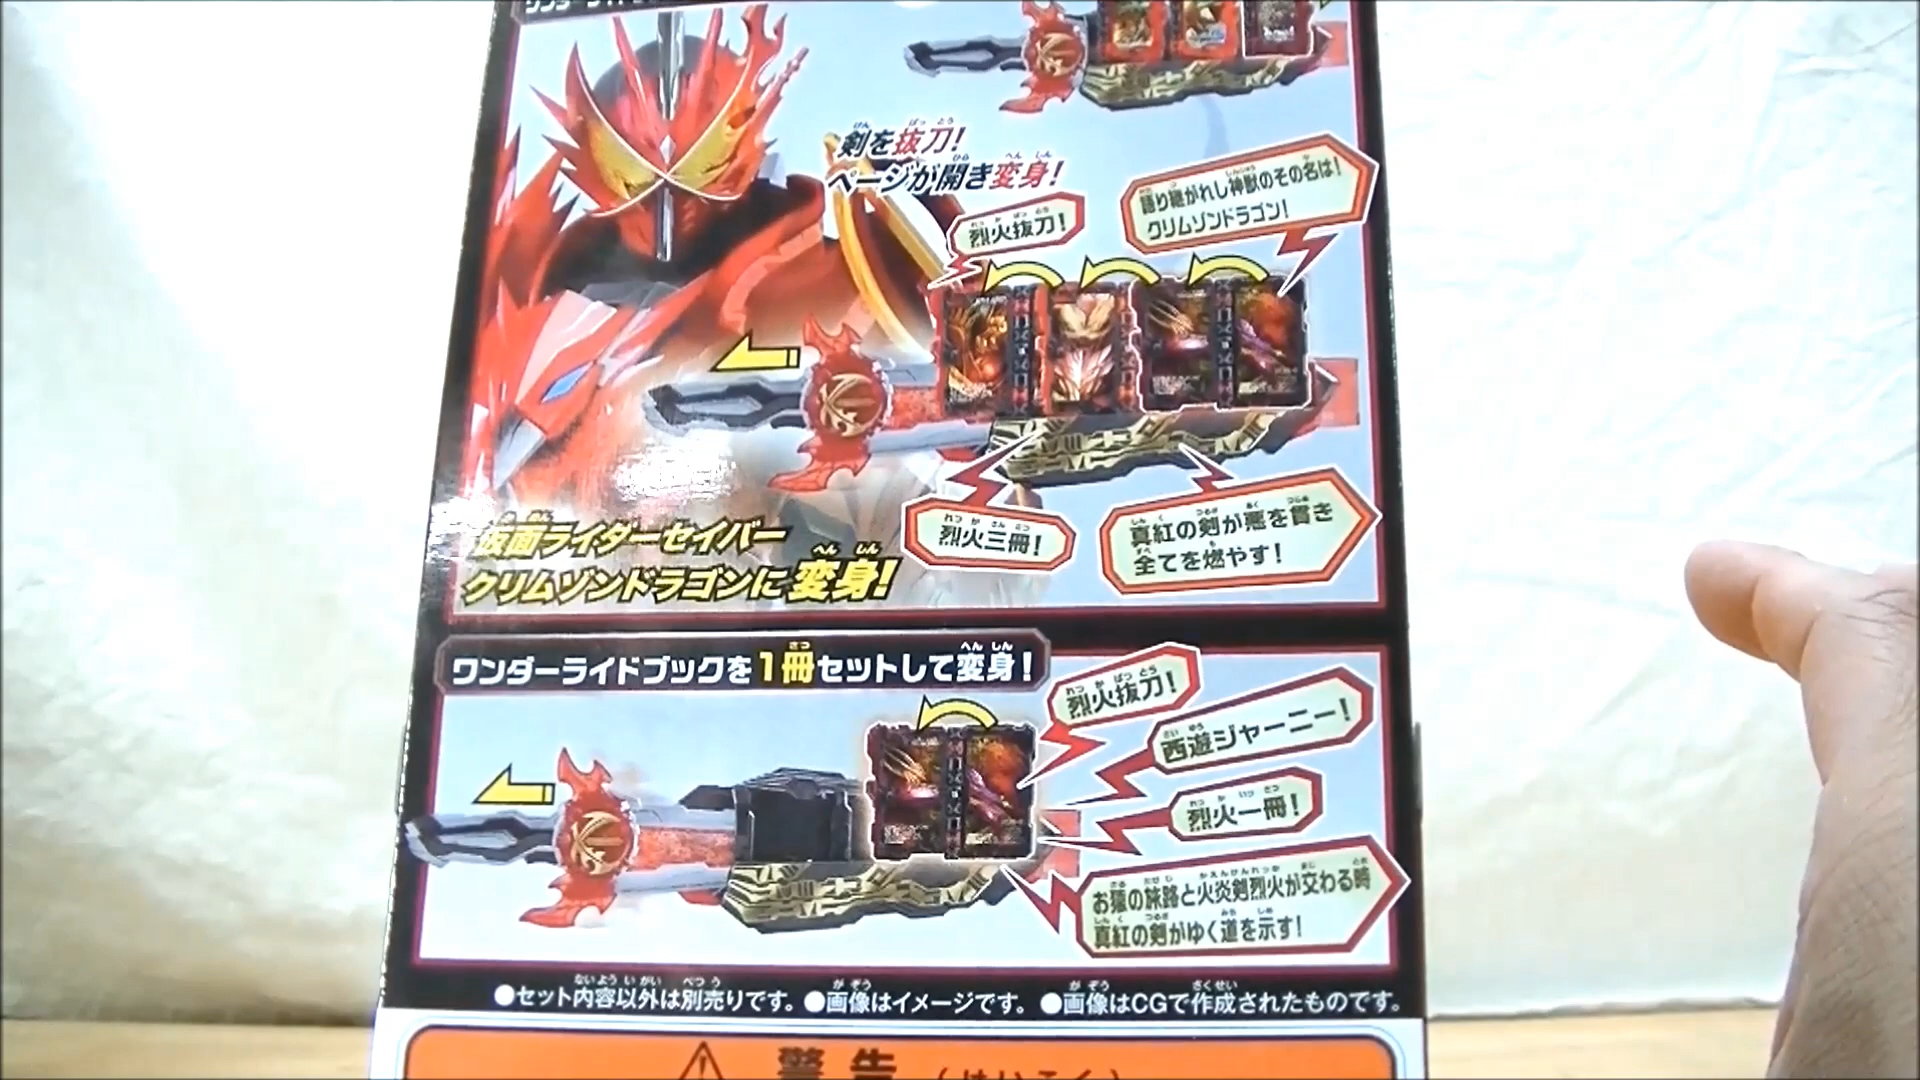 剣を抜刀!
ページが開き変身!
烈火抜刀!
語り継がれし神獣のその名は!
クリムゾンドラゴン!
烈火三冊!
真紅の剣が悪を貫き
全てを燃やす!
仮面ライダーセイバー
クリムゾンドラゴンに変身!
ワンダーライドブックを1冊セットして変身!
烈火抜刀!
西遊ジャーニー!
烈火一冊!
お猿の旅路と火炎剣烈火が交わる時
真紅の剣がゆく道を示す!
●セット内容以外は別売りです。●画像はイメージです。●画像はCGで作成されたものです。
警告(けいこく)